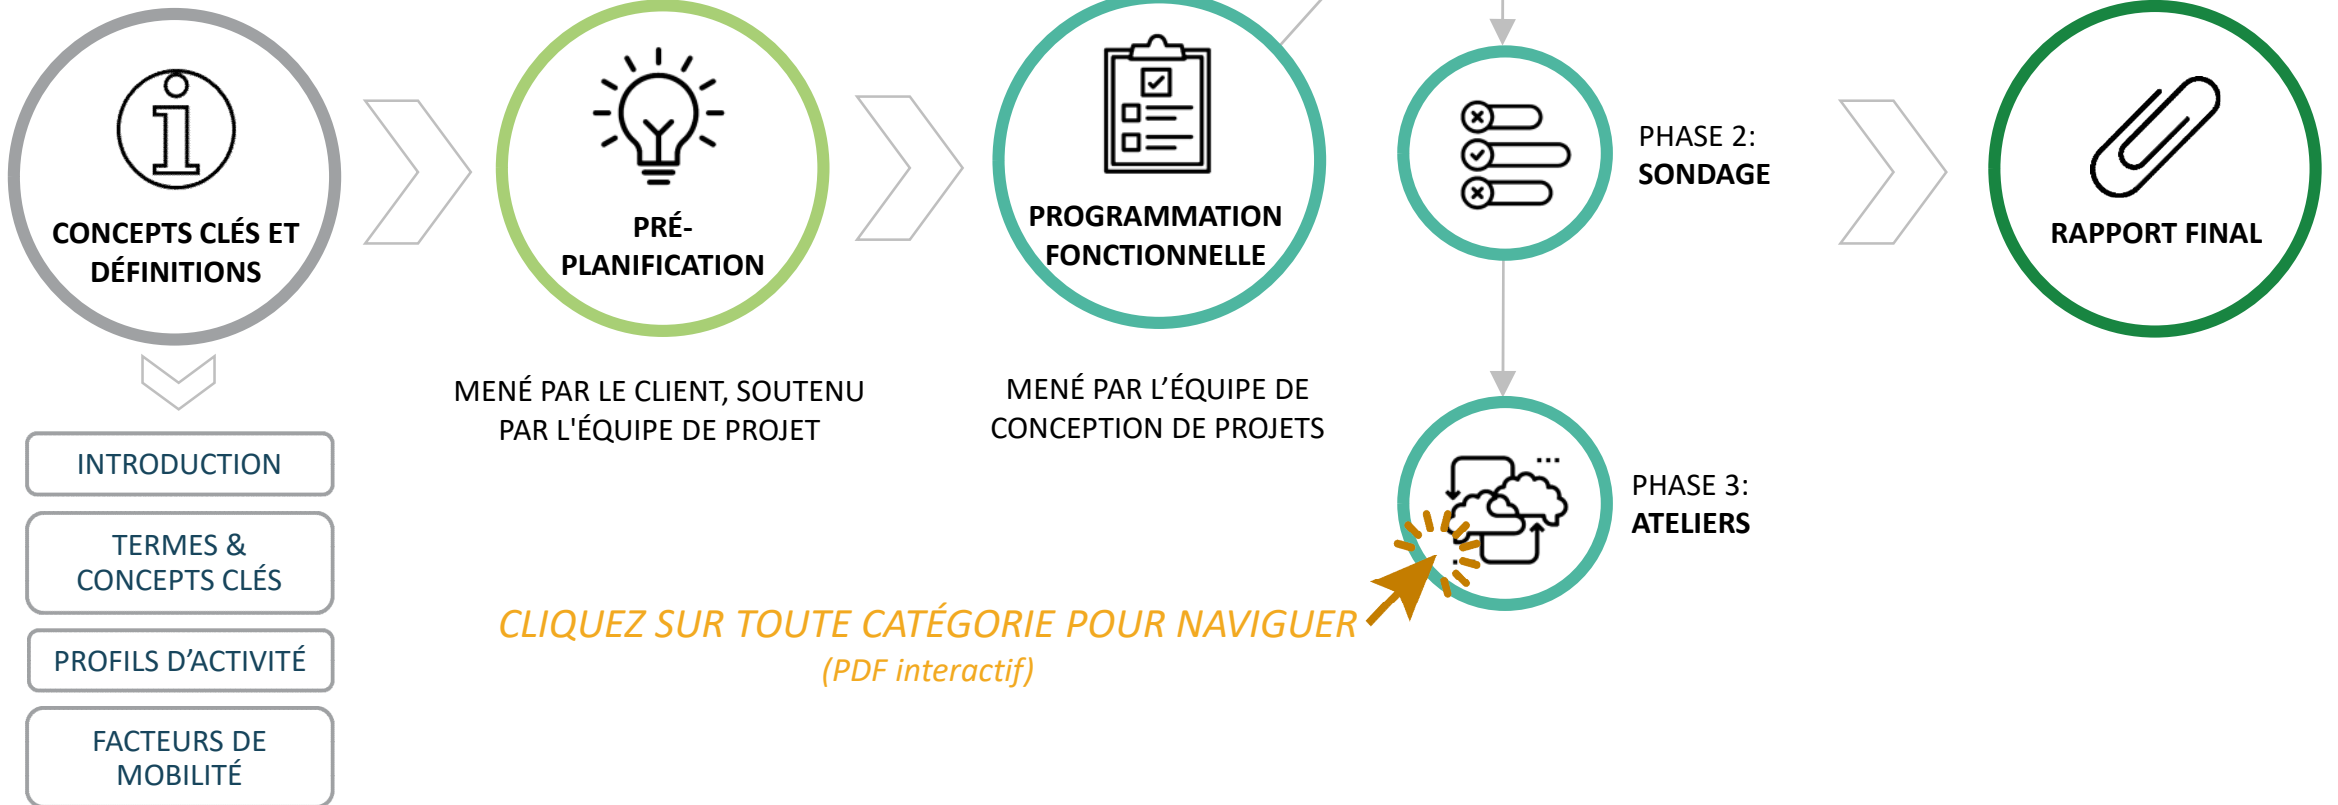 CONCEPTS CLÉS ET
DÉFINITIONS
INTRODUCTION
TERMES &
CONCEPTS CLÉS
PROFILS D’ACTIVITÉ
FACTEURS DE
MOBILITÉ
PRÉ-
PLANIFICATION
MENÉ PAR LE CLIENT, SOUTENU
PAR L'ÉQUIPE DE PROJET
PROGRAMMATION
FONCTIONNELLE
MENÉ PAR L’ÉQUIPE DE
CONCEPTION DE PROJETS
PHASE 2:
SONDAGE
PHASE 3:
ATELIERS
RAPPORT FINAL
CLIQUEZ SUR TOUTE CATÉGORIE POUR NAVIGUER
(PDF interactif)